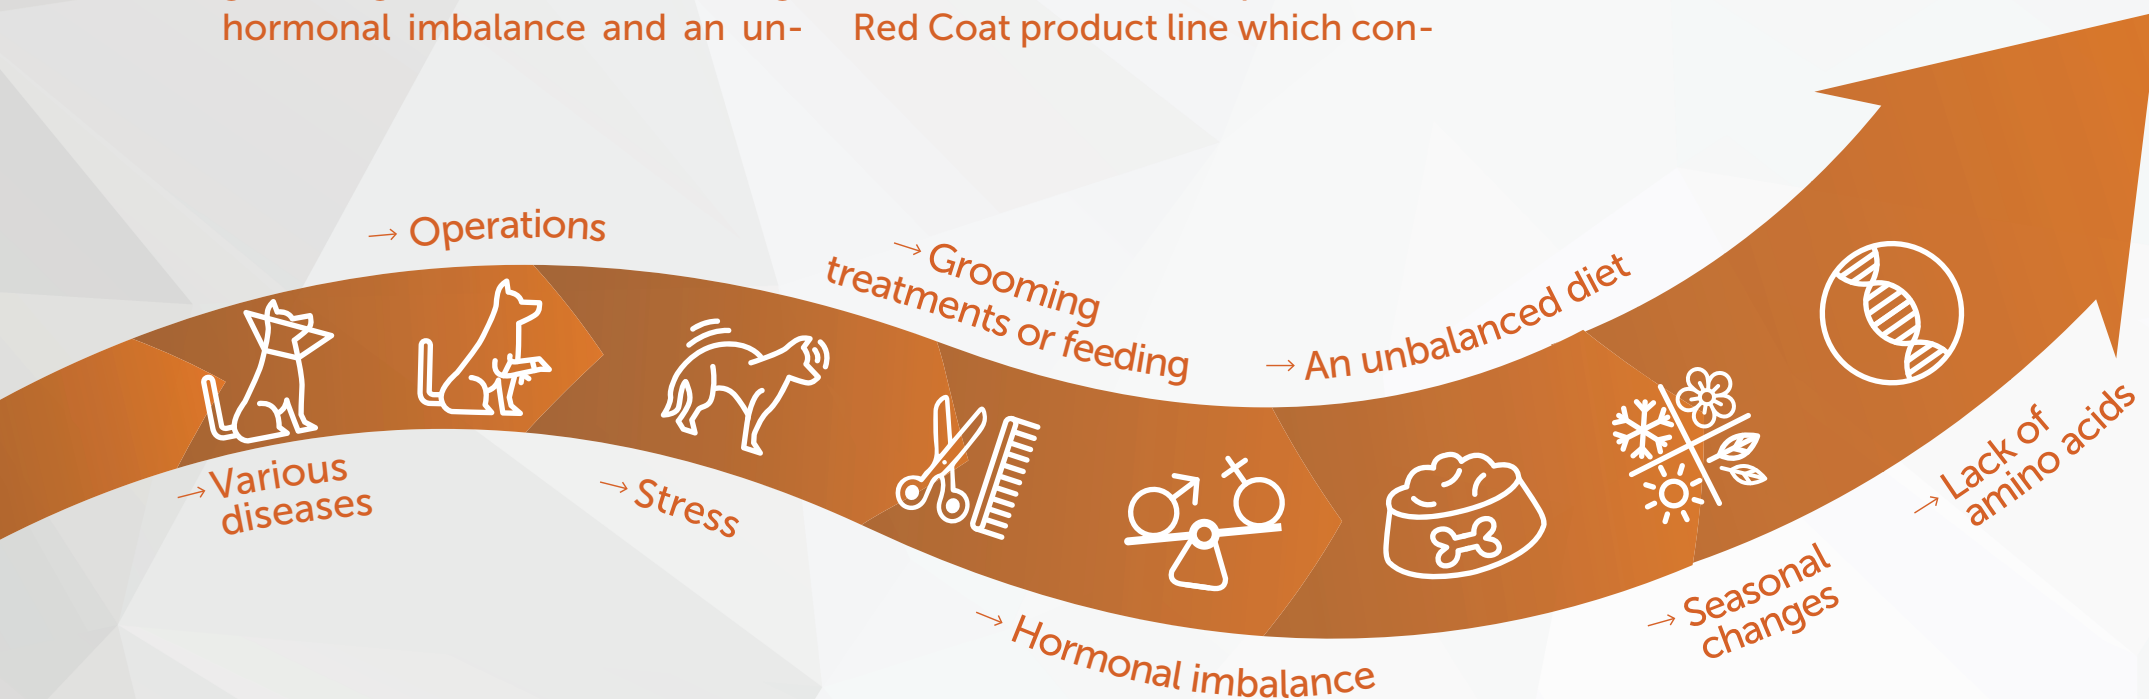 hormonal imbalance and an un-
Red Coat product line which con-
→ Operations
→ Various
diseases
→ Stress
→ Grooming
treatments or feeding
→ Hormonal imbalance
→ An unbalanced diet
→ Seasonal
changes
→ Lack of
amino acids